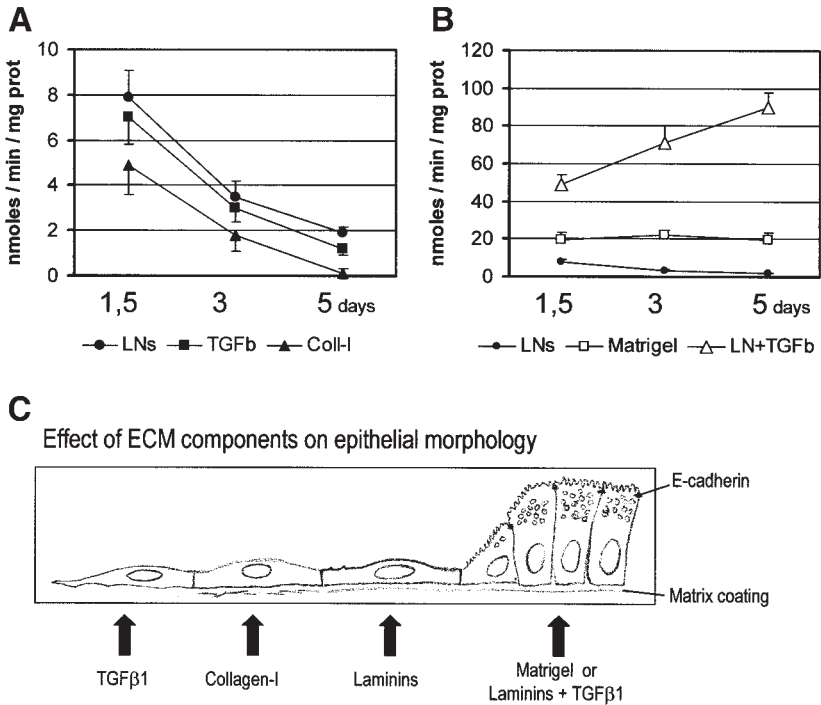 A
nmoles / min / mg prot
10
8
6
4
2
0
1,5 3 5 days
LNs TGFb Coll-I
B
nmoles / min / mg prot
120
100
80
60
40
20
0
1,5 3 5 days
LNs Matrigel LN+TGFb
C
Effect of ECM components on epithelial morphology
E-cadherin
Matrix coating
TGFβ1 Collagen-I Laminins Matrigel or
Laminins + TGFβ1